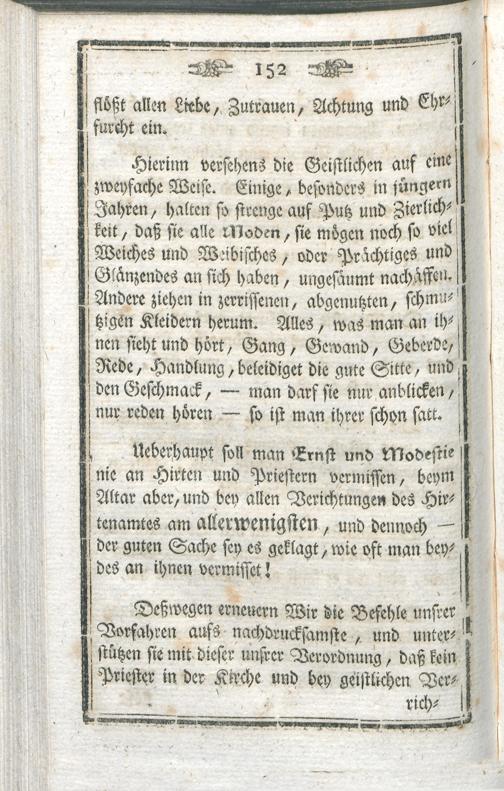 152
flößt allen Liebe, Zutrauen, Achtung und Ehr-
furcht ein.
Hierinn versehens die Geistlichen auf eine
zweyfache Weise. Einige, besonders in jüngern
Jahren, halten so strenge auf Putz und Zierlich-
keit, daß sie alle Moden, sie mögen noch so viel
Weiches und Weibisches, oder Prächtiges und
Glänzendes an sich haben, ungesäumt nachäffen.
Andere ziehen in zerrissenen, abgenutzten, schmu-
tzigen Kleidern herum. Alles, was man an ih-
nen sieht und hört, Gang, Gewand, Geberde,
Rede, Handlung, beleidiget die gute Sitte, und
den Geschmack, — man darf sie nur anblicken,
nur reden hören — so ist man ihrer schon satt.
Ueberhaupt soll man Ernst und Modestie
nie an Hirten und Priestern vermissen, beym
Altar aber, und bey allen Verichtungen des Hir-
tenamtes am allerwenigsten, und dennoch —
der guten Sache sey es geklagt, wie oft man bey-
des an ihnen vermisset!
Deßwegen erneuern Wir die Befehle unsrer
Vorfahren aufs nachdrucksamste, und unter-
stützen sie mit dieser unsrer Verordnung, daß kein
Priester in der Kirche und bey geistlichen Ver-
rich-